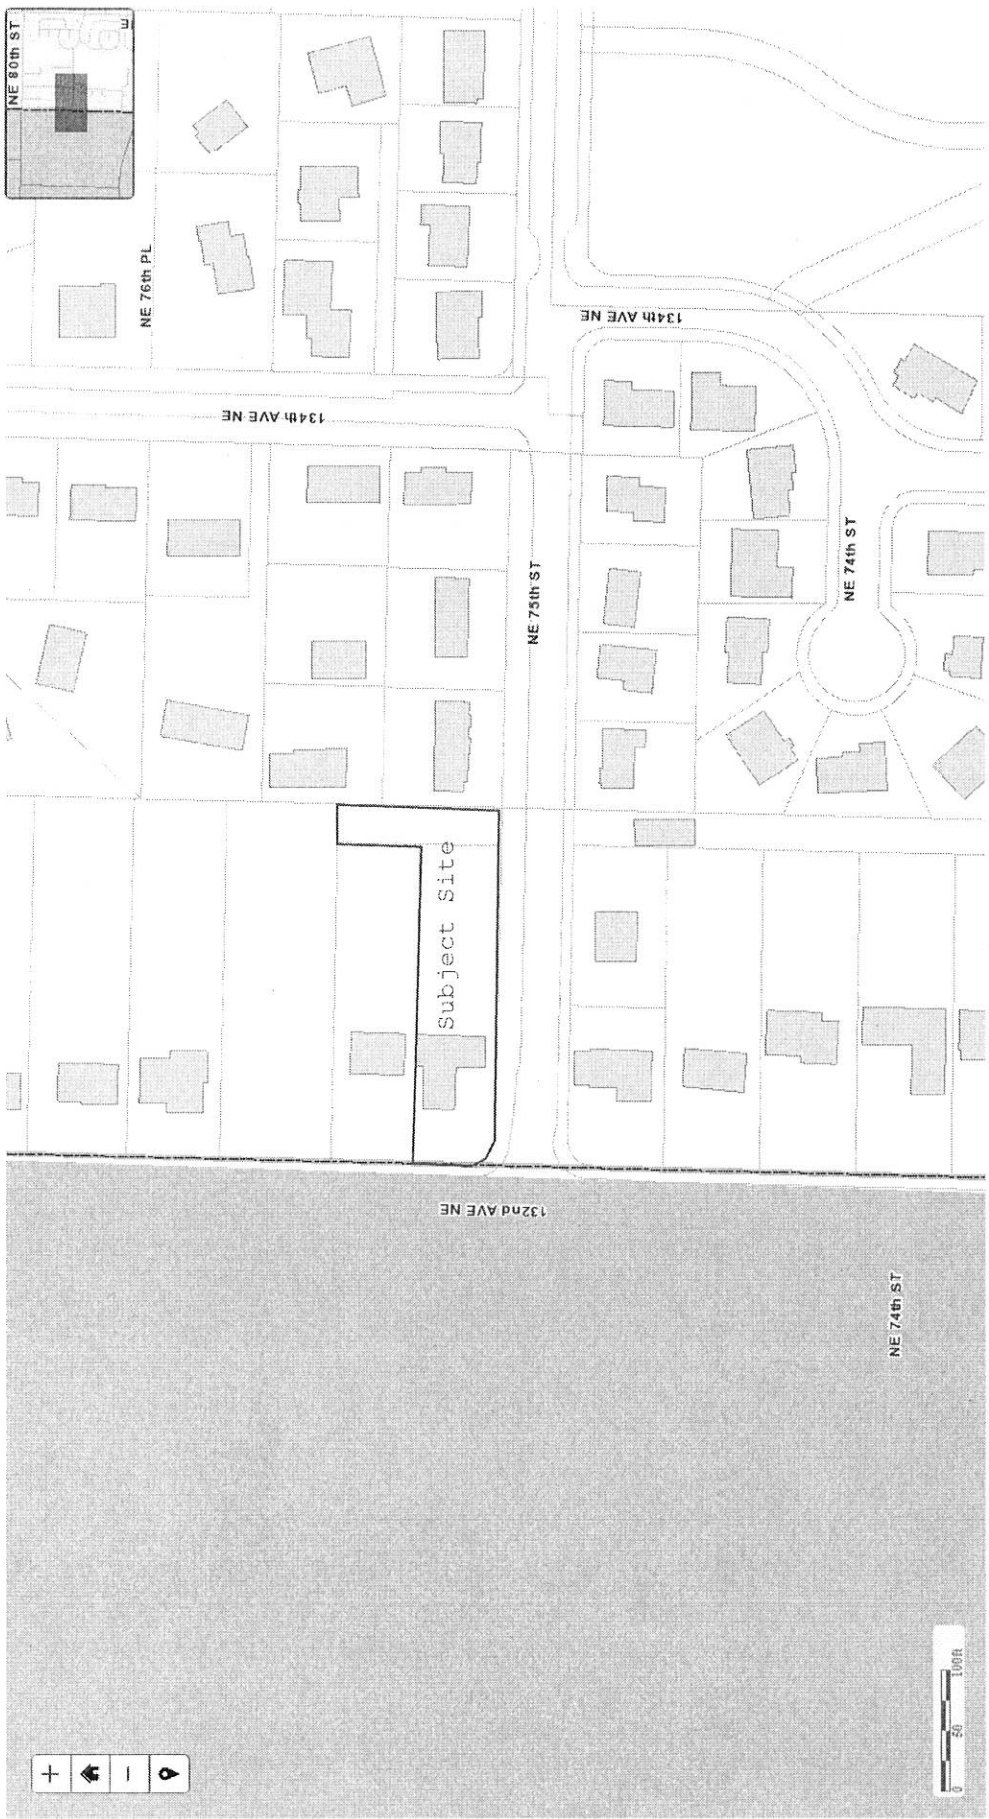 NE 80th ST
E
NE 76th PL
134th AVE NE
134th AVE NE
NE 75th ST
NE 74th ST
Subject Site
132nd AVE NE
NE 74th ST
0 50 100ft